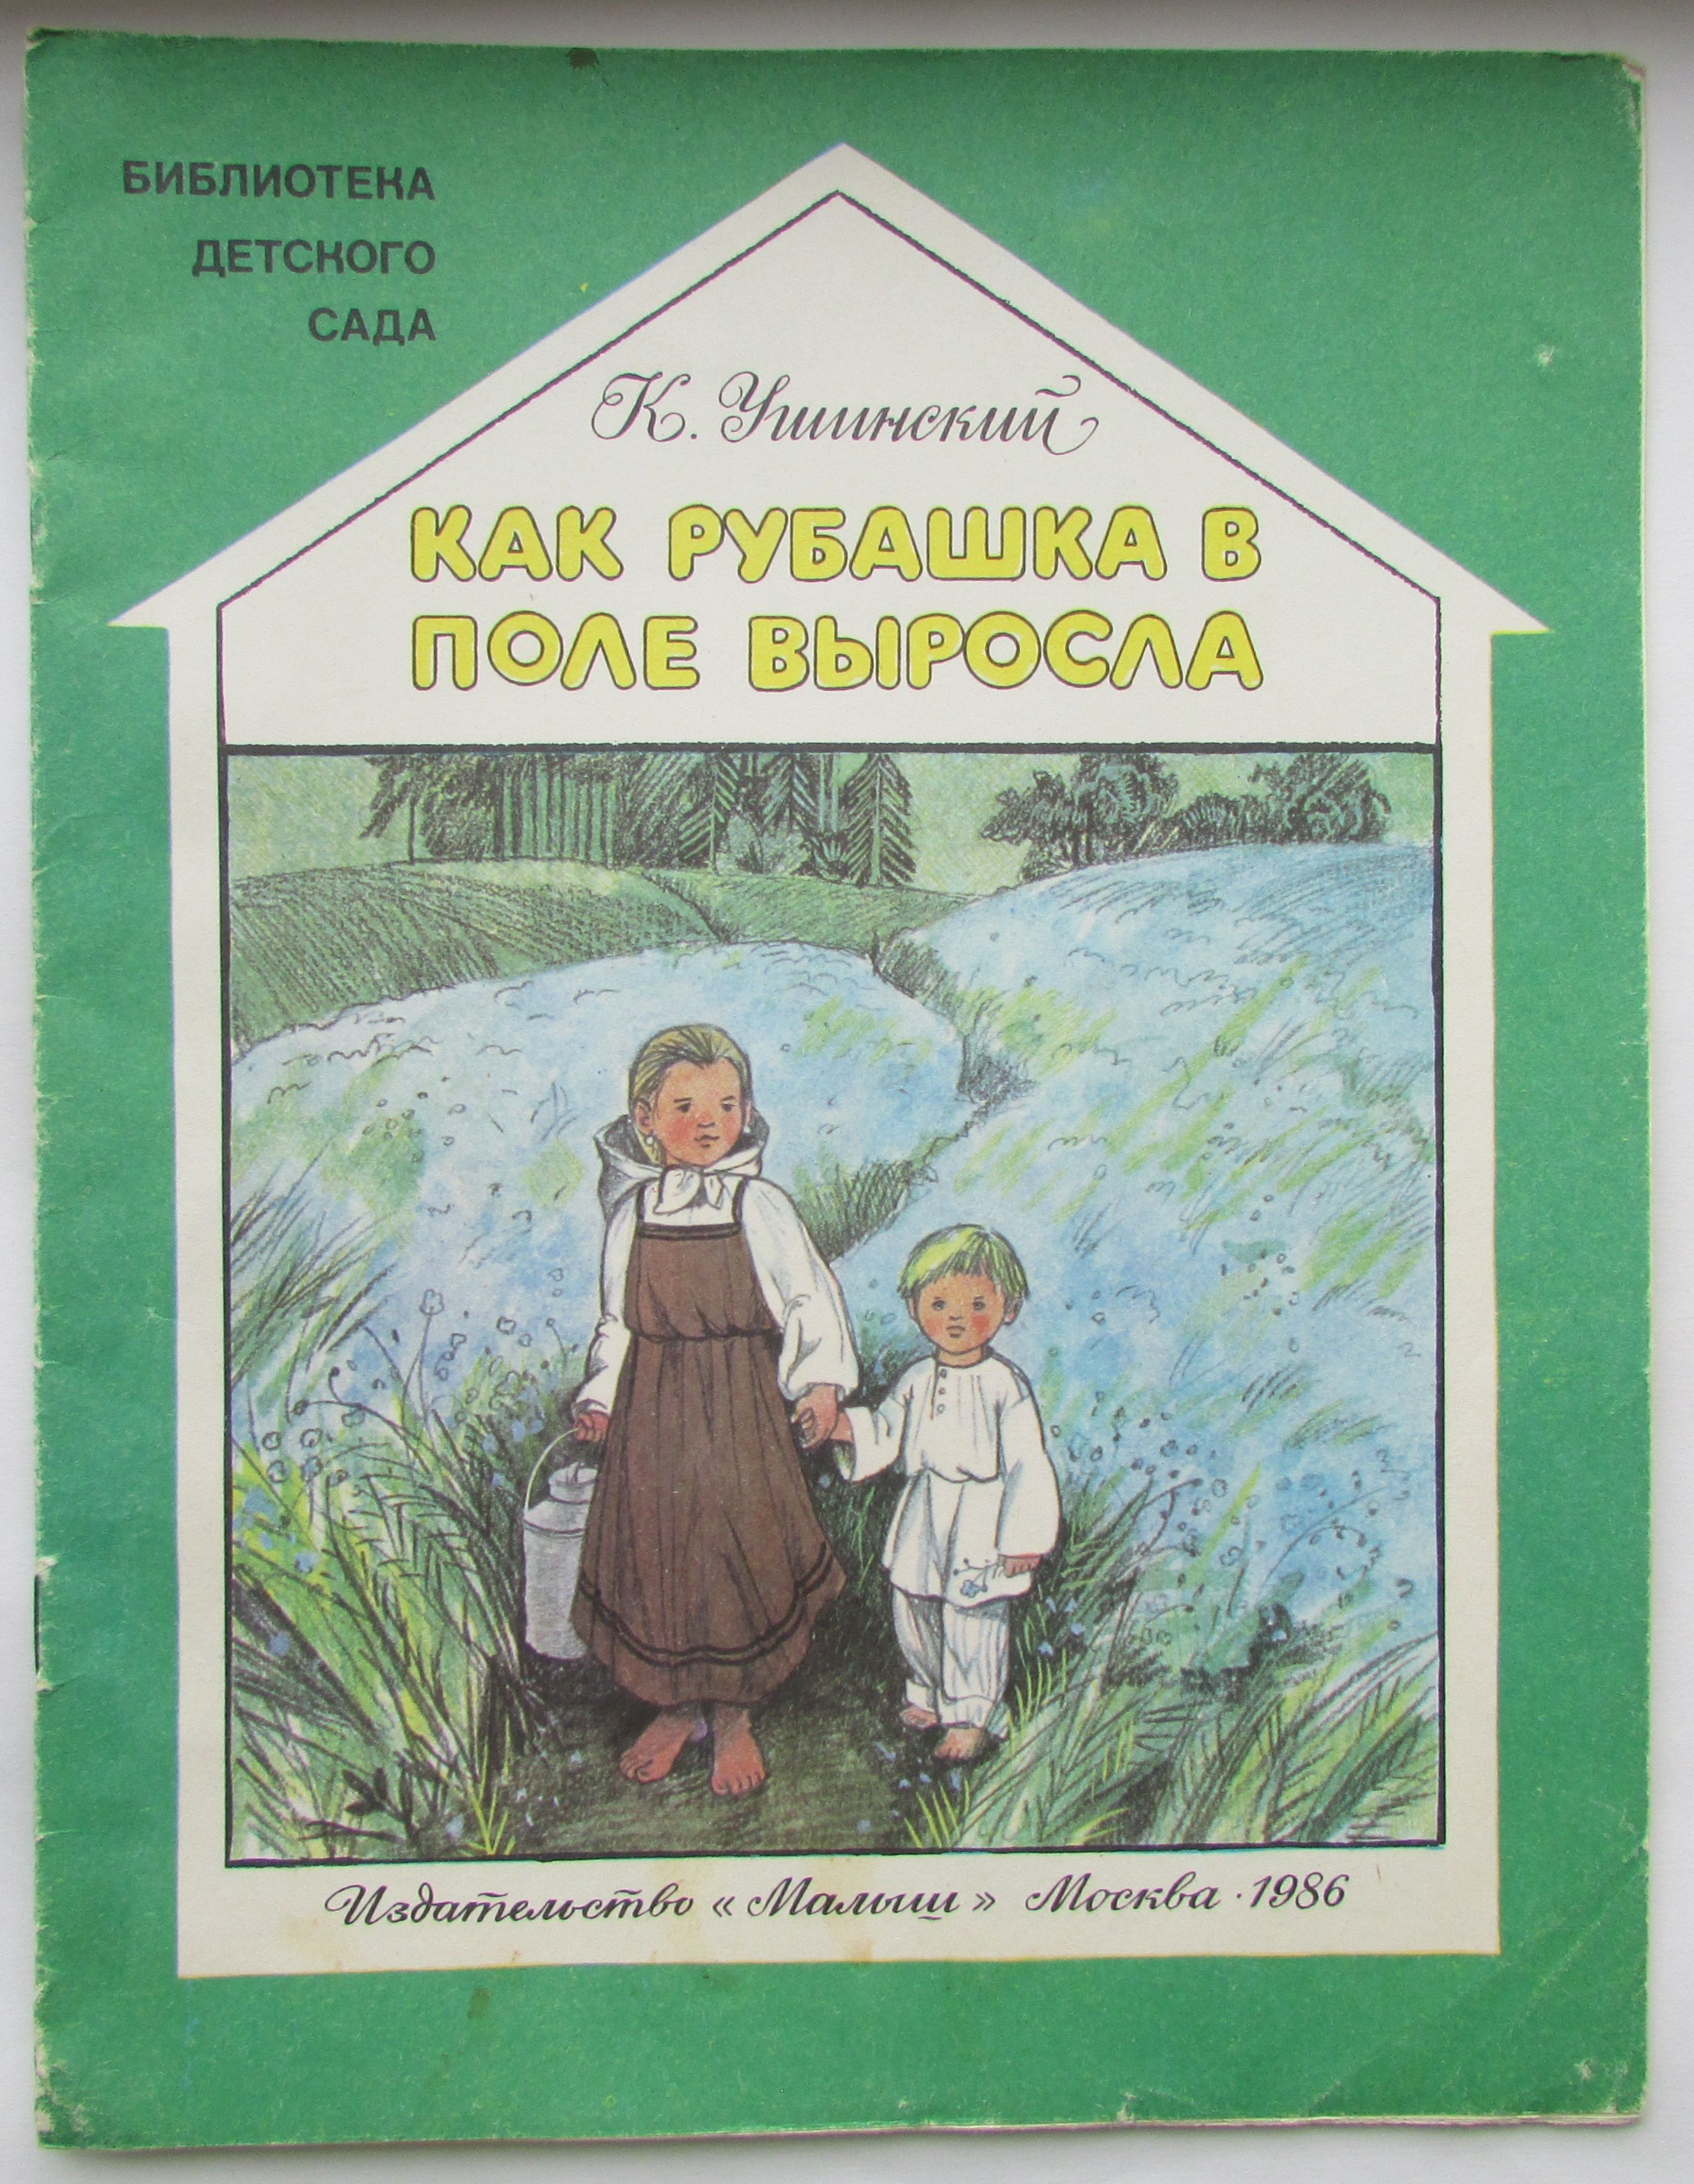 БИБЛИОТЕКА
ДЕТСКОГО
САДА
К. Ушинский
КАК РУБАШКА В
ПОЛЕ ВЫРОСЛА
Издательство «Малыш» Москва · 1986